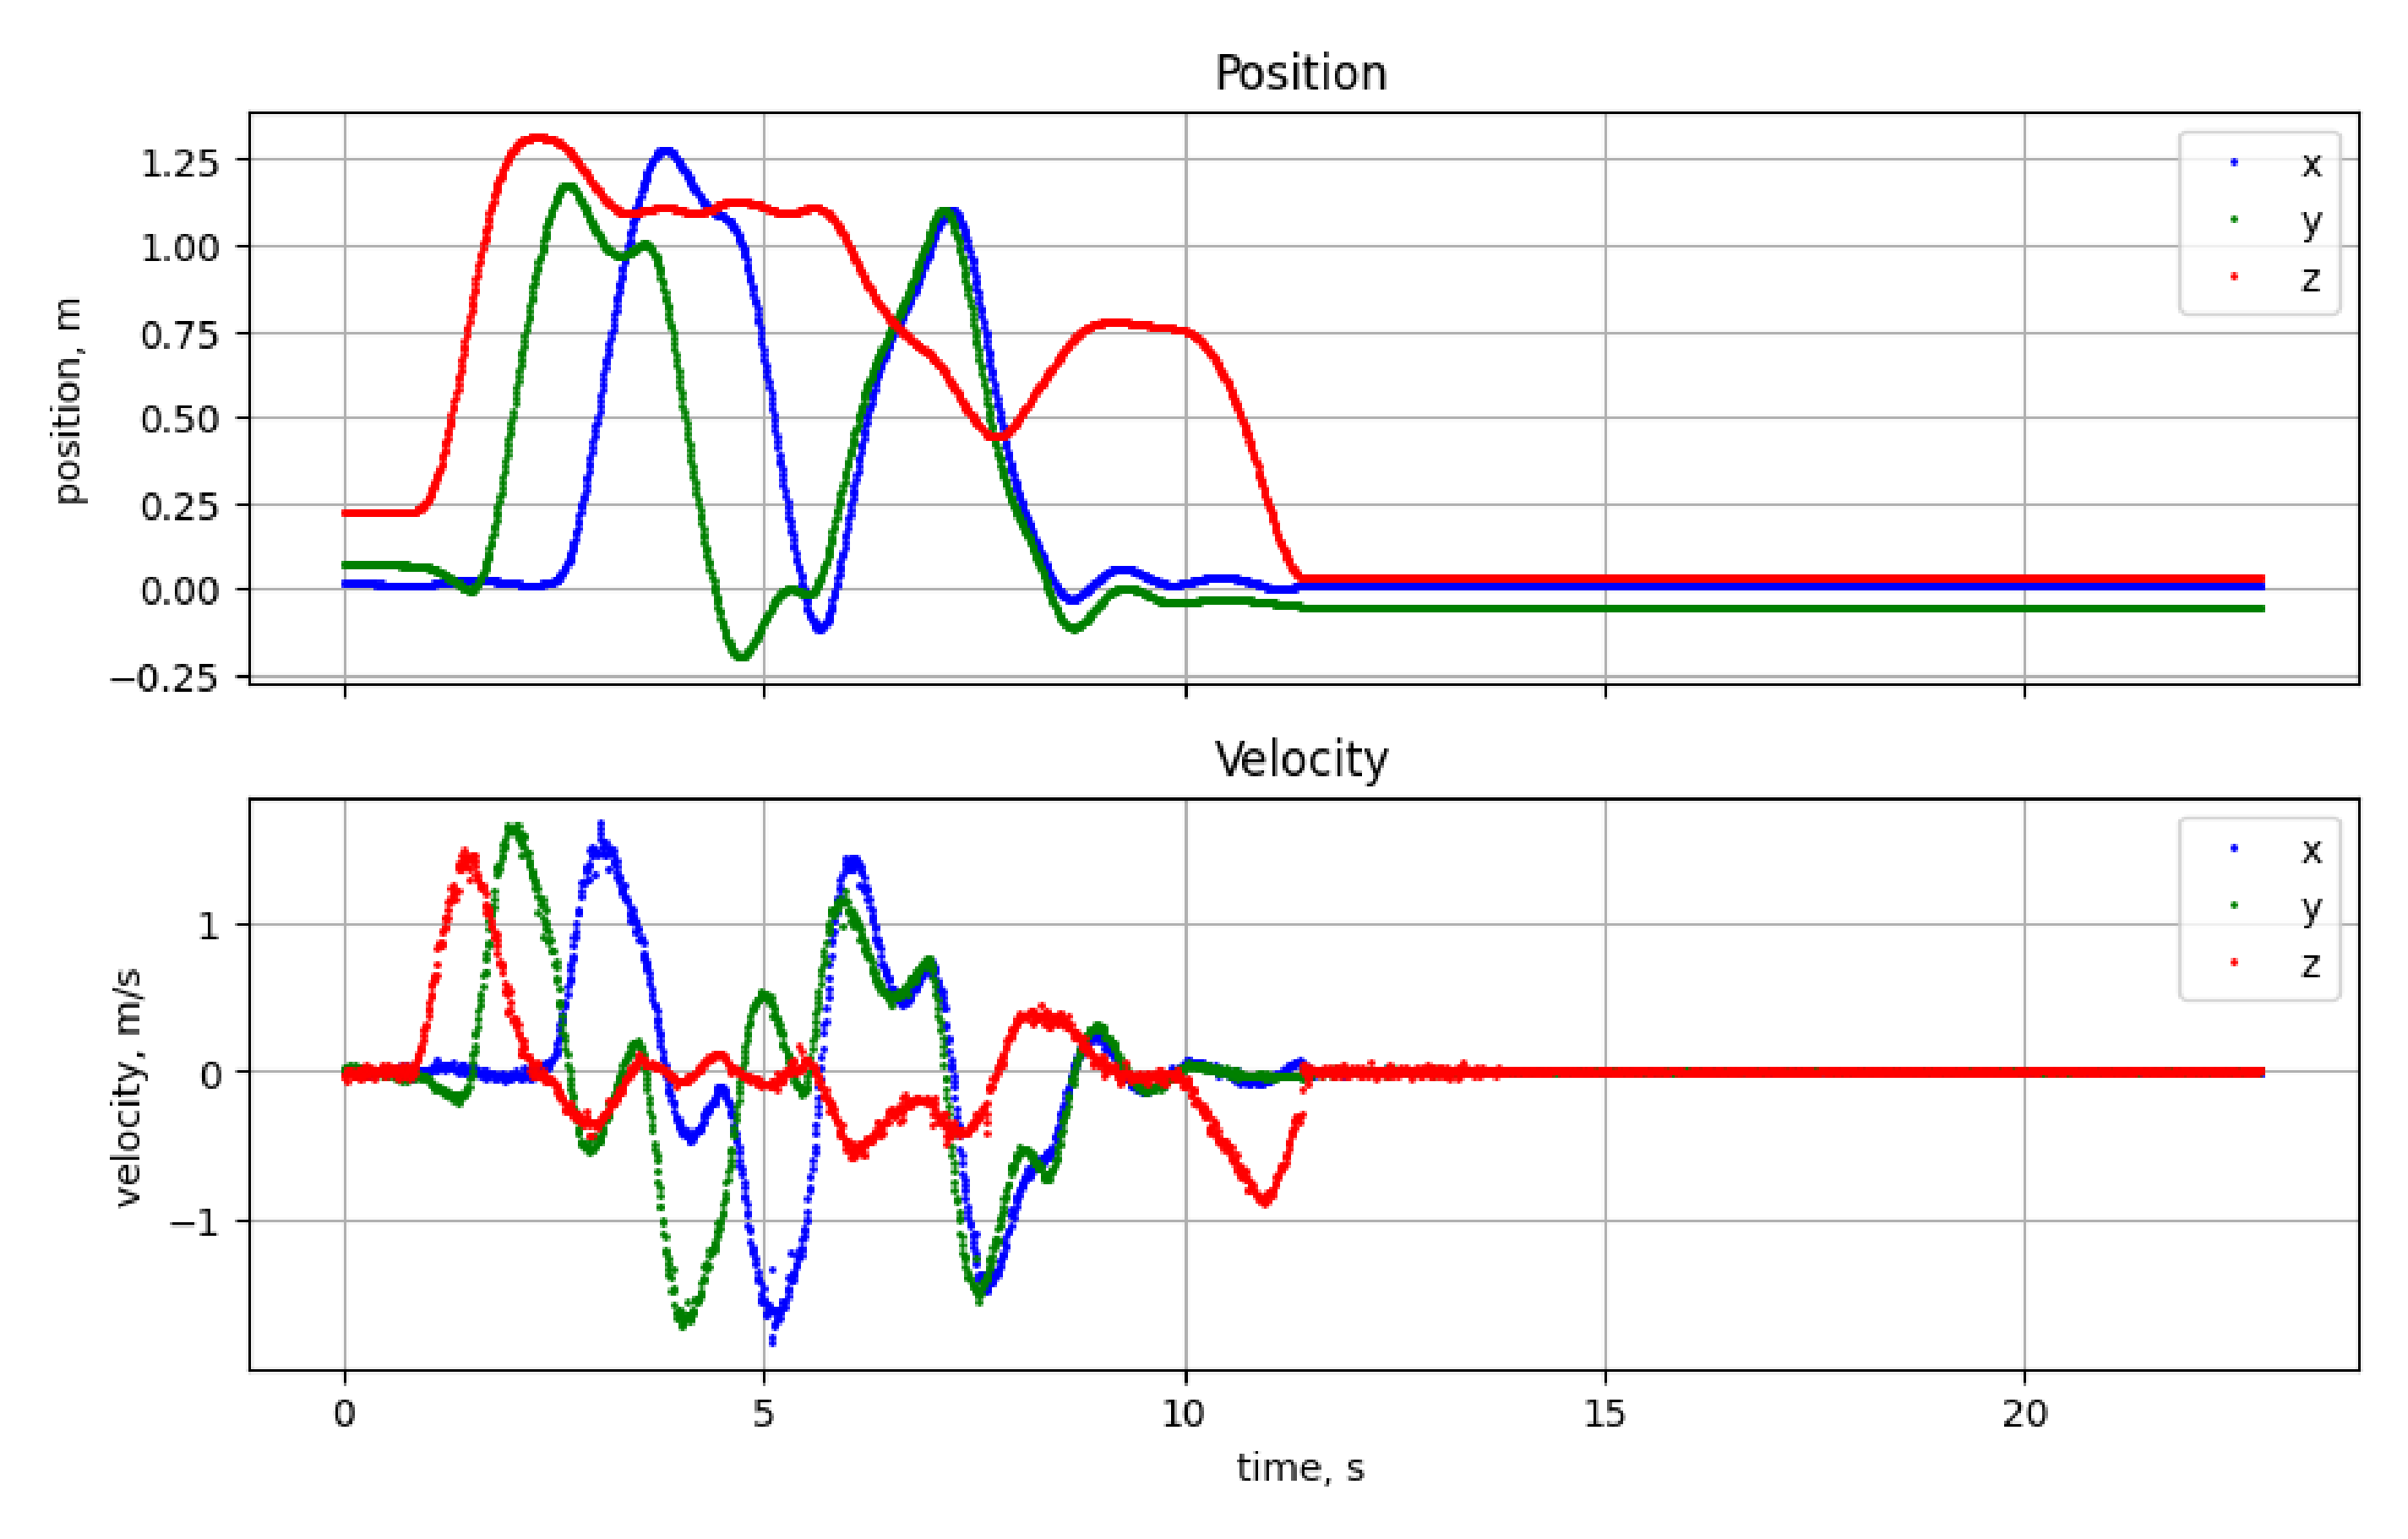 Position
1.25
1.00
0.75
0.50
0.25
0.00
−0.25
position, m
x
y
z
Velocity
1
0
−1
velocity, m/s
x
y
z
0 5 10 15 20
time, s